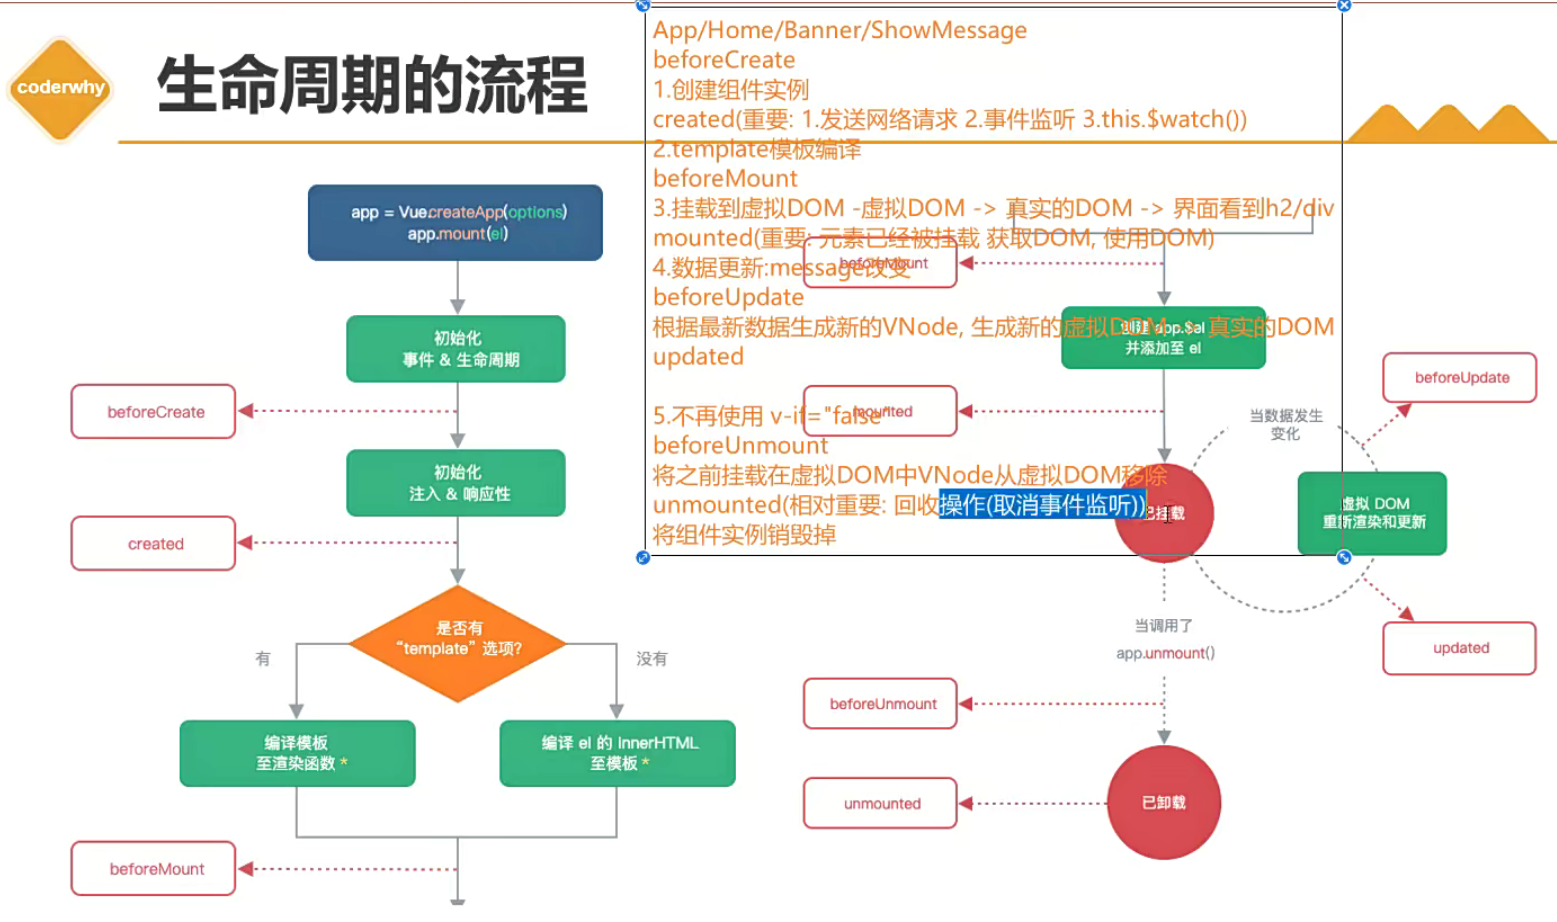 coderwhy
生命周期的流程
App/Home/Banner/ShowMessage
beforeCreate
1.创建组件实例
created(重要: 1.发送网络请求 2.事件监听 3.this.$watch())
2.template模板编译
beforeMount
3.挂载到虚拟DOM -虚拟DOM -> 真实的DOM -> 界面看到h2/div
mounted(重要: 元素已经被挂载 获取DOM, 使用DOM)
4.数据更新:message改变
beforeUpdate
根据最新数据生成新的VNode, 生成新的虚拟DOM -> 真实的DOM
updated
5.不再使用 v-if="false"
beforeUnmount
将之前挂载在虚拟DOM中VNode从虚拟DOM移除
unmounted(相对重要: 回收操作(取消事件监听))
将组件实例销毁掉
app = Vue.createApp(options)
app.mount(el)
初始化
事件 & 生命周期
beforeCreate
初始化
注入 & 响应性
created
是否有
“template” 选项?
有
没有
编译模板
至渲染函数 *
编译 el 的 innerHTML
至模板 *
beforeMount
beforeMount
创建 app.$el
并添加至 el
mounted
已挂载
当数据发生
变化
beforeUpdate
虚拟 DOM
重新渲染和更新
updated
当调用了
app.unmount()
beforeUnmount
已卸载
unmounted